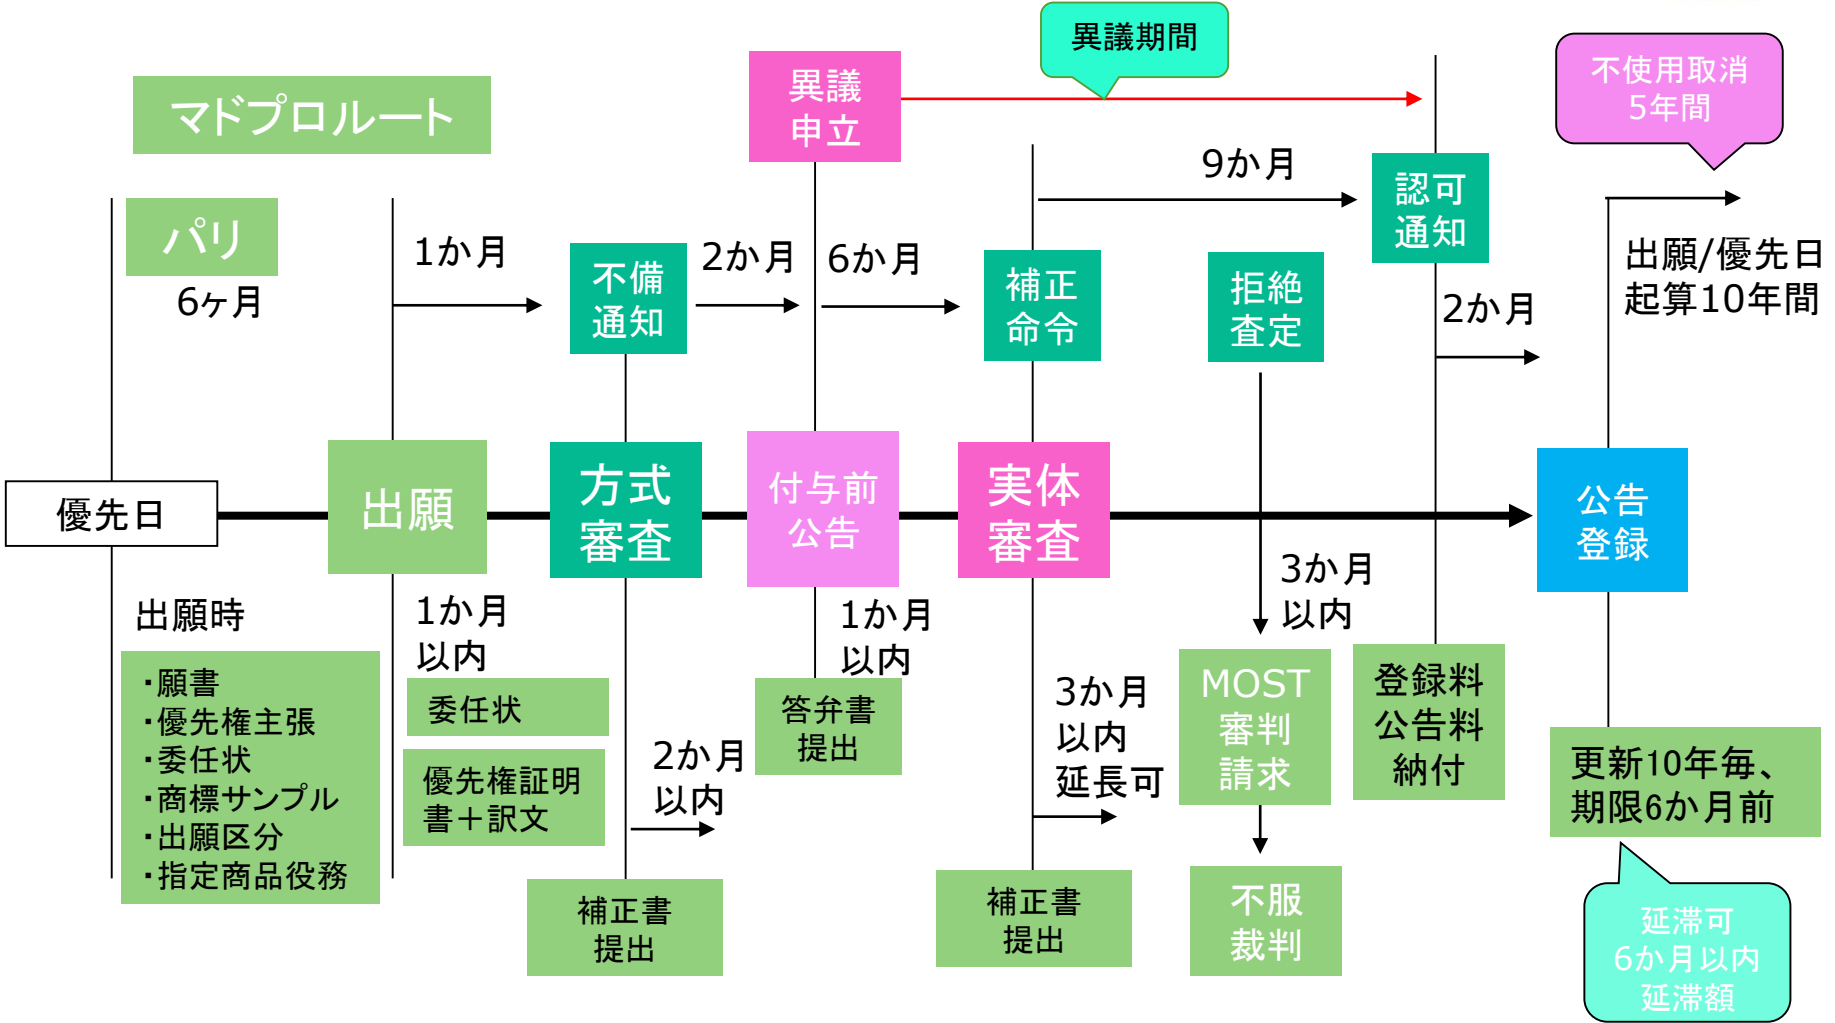 異議期間
不使用取消
5年間
異議
申立
マドプロルート
9か月
認可
通知
パリ
6ヶ月
1か月
不備
通知
2か月
6か月
補正
命令
拒絶
査定
2か月
出願/優先日
起算10年間
優先日
出願
方式
審査
付与前
公告
実体
審査
公告
登録
出願時
・願書
・優先権主張
・委任状
・商標サンプル
・出願区分
・指定商品役務
1か月
以内
委任状
優先権証明
書＋訳文
2か月
以内
補正書
提出
1か月
以内
答弁書
提出
3か月
以内
延長可
補正書
提出
3か月
以内
MOST
審判
請求
不服
裁判
登録料
公告料
納付
更新10年毎、
期限6か月前
延滞可
6か月以内
延滞額